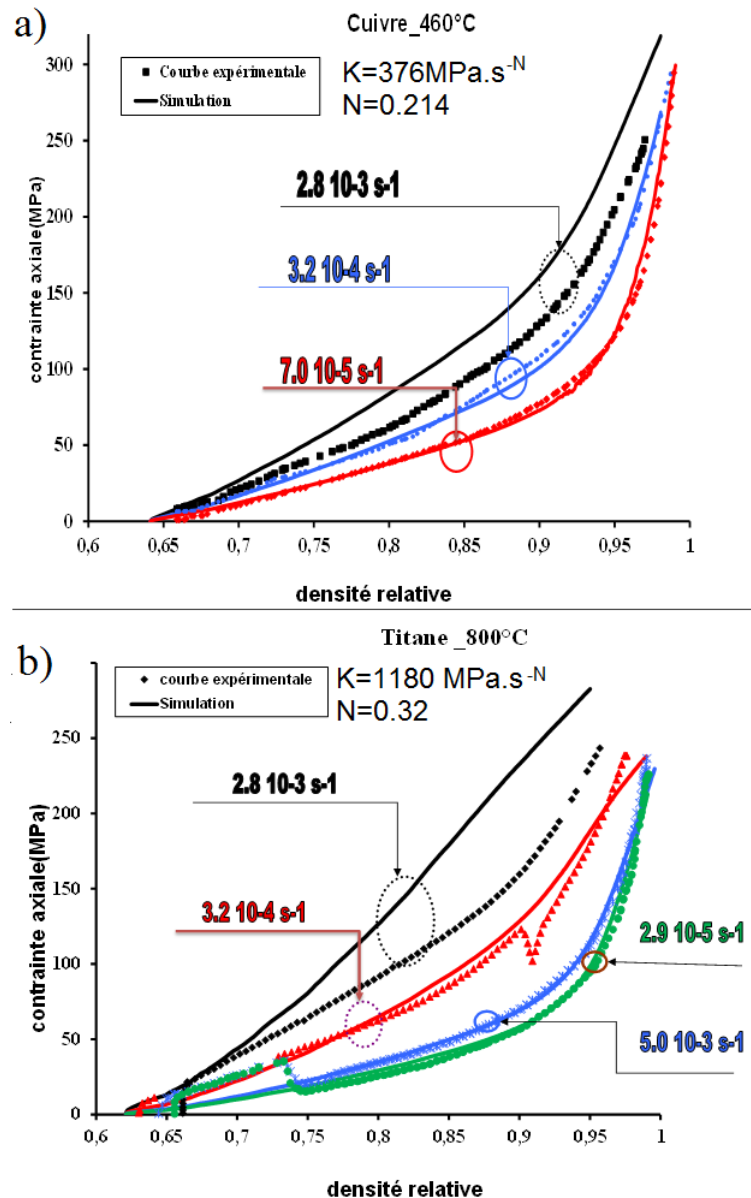 a)
Cuivre_460°C
300
250
200
150
100
50
0
contrainte axiale(MPa)
Courbe expérimentale
Simulation
K=376MPa.s-N
N=0.214
2.8 10-3 s-1
3.2 10-4 s-1
7.0 10-5 s-1
0,6 0,65 0,7 0,75 0,8 0,85 0,9 0,95 1
densité relative
b)
Titane _800°C
250
200
150
100
50
0
contrainte axiale(MPa)
courbe expérimentale
Simulation
K=1180 MPa.s-N
N=0.32
2.8 10-3 s-1
3.2 10-4 s-1
2.9 10-5 s-1
5.0 10-3 s-1
0,6 0,65 0,7 0,75 0,8 0,85 0,9 0,95 1
densité relative